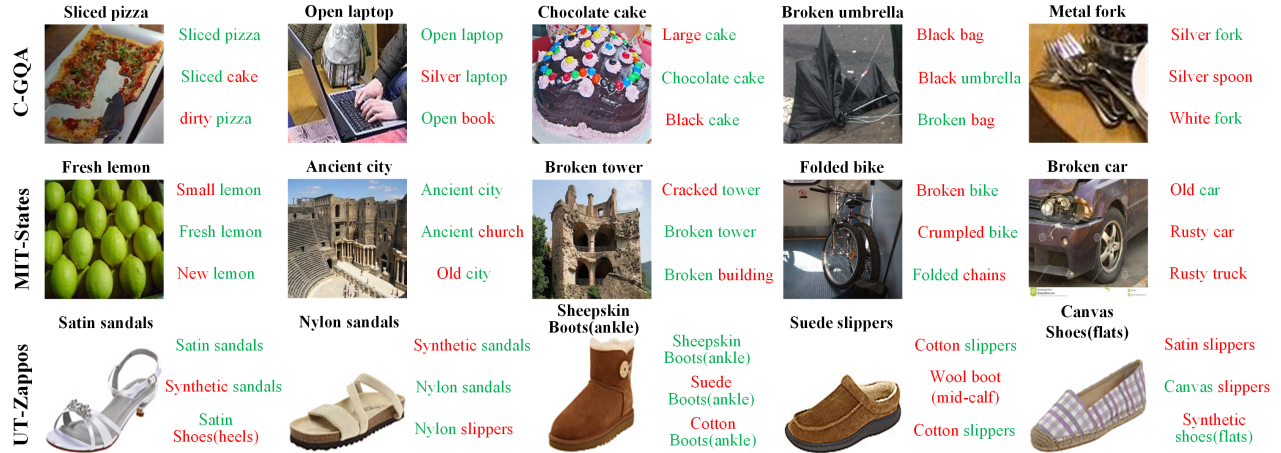 Sliced pizza
Open laptop
Chocolate cake
Broken umbrella
Metal fork
C-GQA
Sliced pizza
Sliced cake
dirty pizza
Open laptop
Silver laptop
Open book
Large cake
Chocolate cake
Black cake
Black bag
Black umbrella
Broken bag
Silver fork
Silver spoon
White fork
Fresh lemon
Ancient city
Broken tower
Folded bike
Broken car
MIT-States
Small lemon
Fresh lemon
New lemon
Ancient city
Ancient church
Old city
Cracked tower
Broken tower
Broken building
Broken bike
Crumpled bike
Folded chains
Old car
Rusty car
Rusty truck
Satin sandals
Nylon sandals
Sheepskin
Boots(ankle)
Suede slippers
Canvas
Shoes(flats)
UT-Zappos
Satin sandals
Synthetic sandals
Satin
Shoes(heels)
Synthetic sandals
Nylon sandals
Nylon slippers
Sheepskin
Boots(ankle)
Suede
Boots(ankle)
Cotton
Boots(ankle)
Cotton slippers
Wool boot
(mid-calf)
Cotton slippers
Satin slippers
Canvas slippers
Synthetic
shoes(flats)